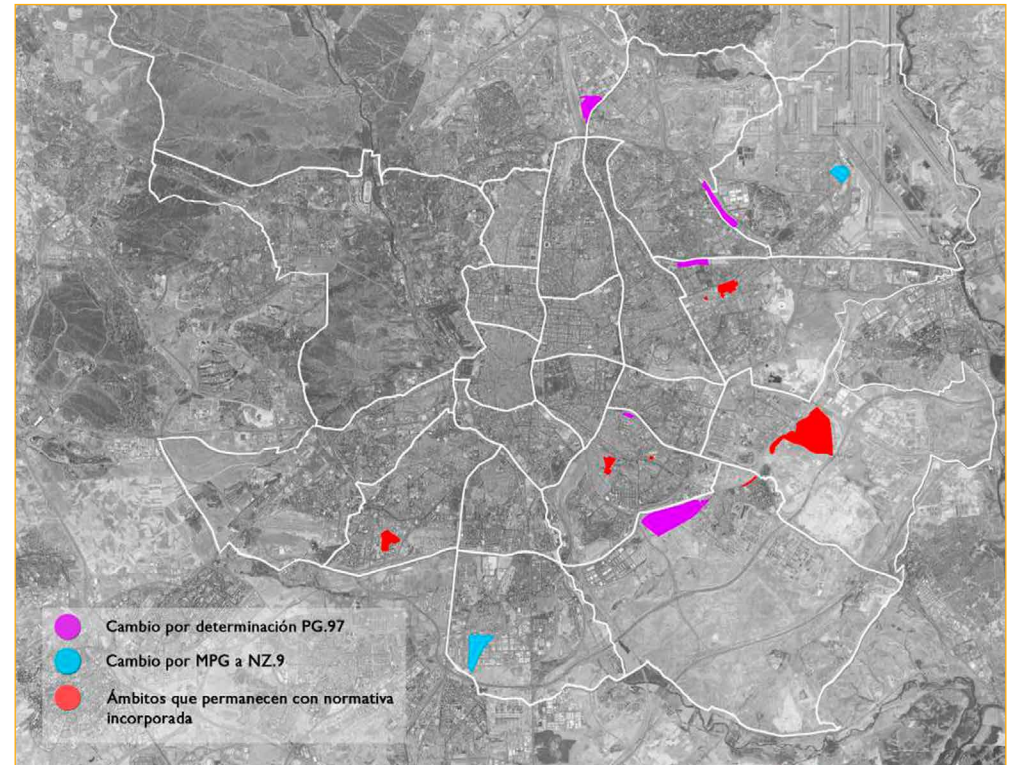 Cambio por determinación PG.97
Cambio por MPG a NZ.9
Ámbitos que permanecen con normativa
incorporada